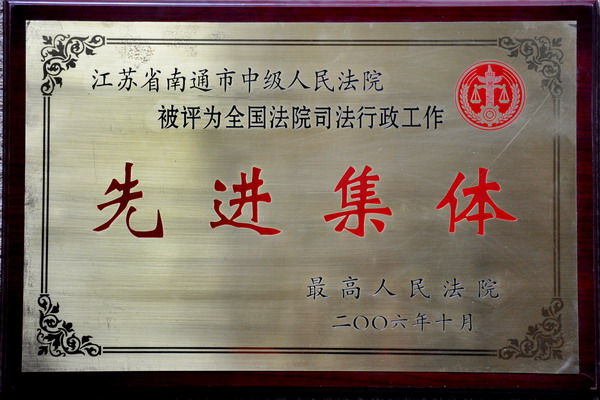 江苏省南通市中级人民法院
被评为全国法院司法行政工作
先进集体
最高人民法院
二〇〇六年十月